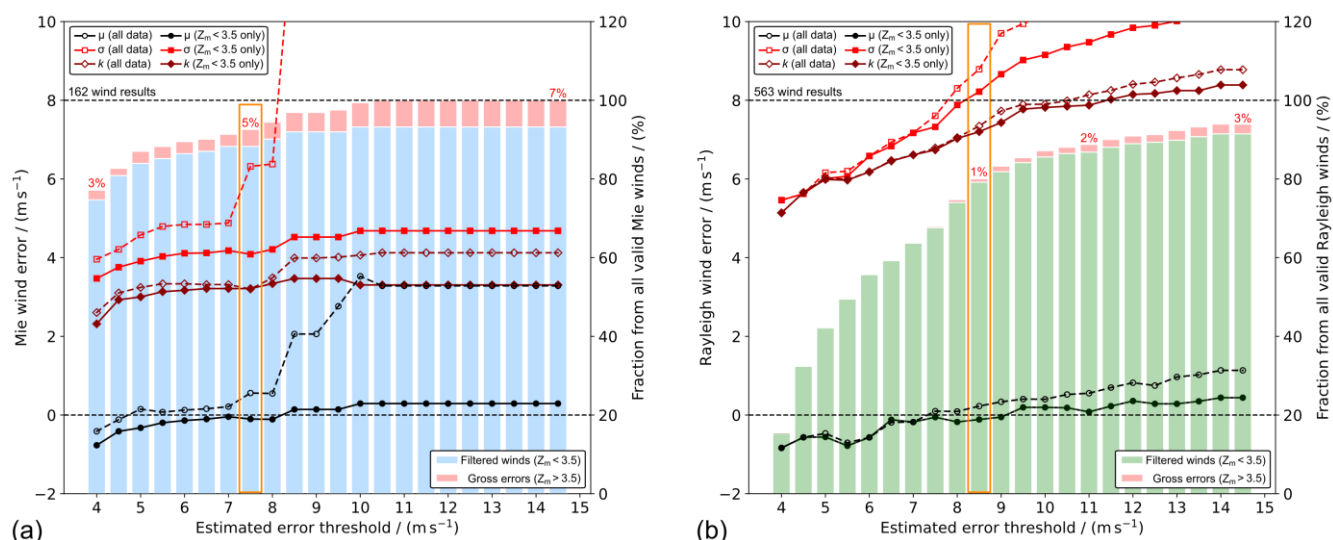 μ (all data)
σ (all data)
k (all data)
μ (Zm < 3.5 only)
σ (Zm < 3.5 only)
k (Zm < 3.5 only)
162 wind results
3%
5%
7%
10
8
6
4
2
0
−2
Mie wind error / (m s−1)
120
100
80
60
40
20
0
Fraction from all valid Mie winds / (%)
Filtered winds (Zm < 3.5)
Gross errors (Zm > 3.5)
4 5 6 7 8 9 10 11 12 13 14 15
Estimated error threshold / (m s−1)
(a)
μ (all data)
σ (all data)
k (all data)
μ (Zm < 3.5 only)
σ (Zm < 3.5 only)
k (Zm < 3.5 only)
563 wind results
1%
2%
3%
10
8
6
4
2
0
−2
Rayleigh wind error / (m s−1)
120
100
80
60
40
20
0
Fraction from all valid Rayleigh winds / (%)
Filtered winds (Zm < 3.5)
Gross errors (Zm > 3.5)
4 5 6 7 8 9 10 11 12 13 14 15
Estimated error threshold / (m s−1)
(b)